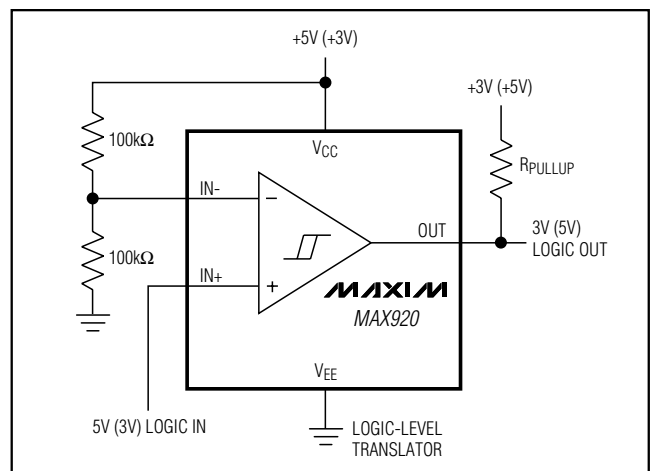 +5V (+3V)
+3V (+5V)
100kΩ
VCC
RPULLUP
IN-
−
OUT
3V (5V)
LOGIC OUT
100kΩ
IN+
+
MAXIM
MAX920
VEE
5V (3V) LOGIC IN
LOGIC-LEVEL
TRANSLATOR